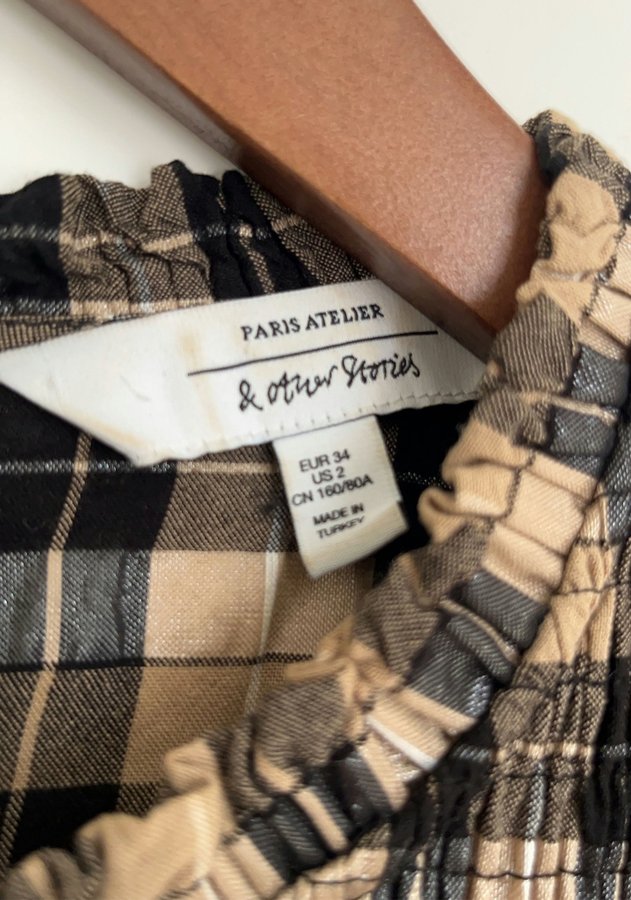 PARIS ATELIER
& other Stories
EUR 34
US 2
CN 160/80A
MADE IN
TURKEY